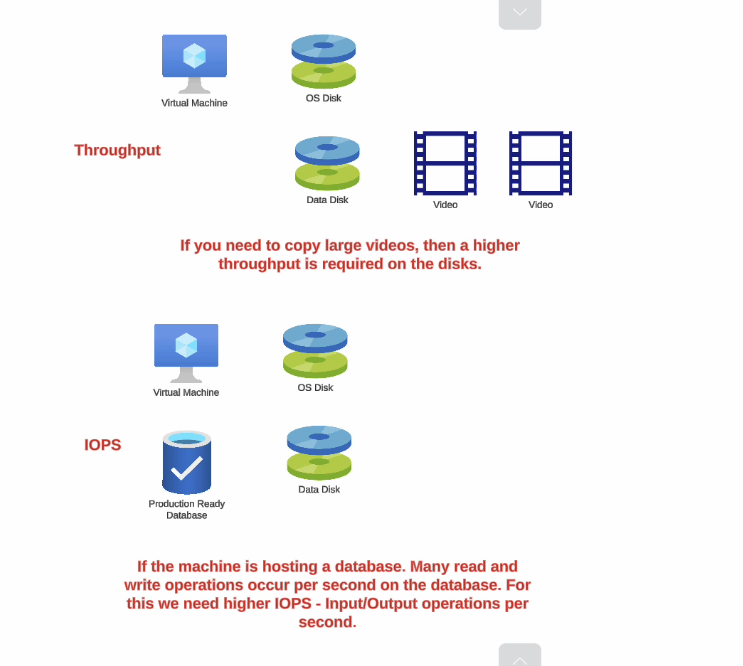 Virtual Machine
OS Disk
Throughput
Data Disk
Video
Video
If you need to copy large videos, then a higher
throughput is required on the disks.
Virtual Machine
OS Disk
IOPS
Production Ready
Database
Data Disk
If the machine is hosting a database. Many read and
write operations occur per second on the database. For
this we need higher IOPS - Input/Output operations per
second.